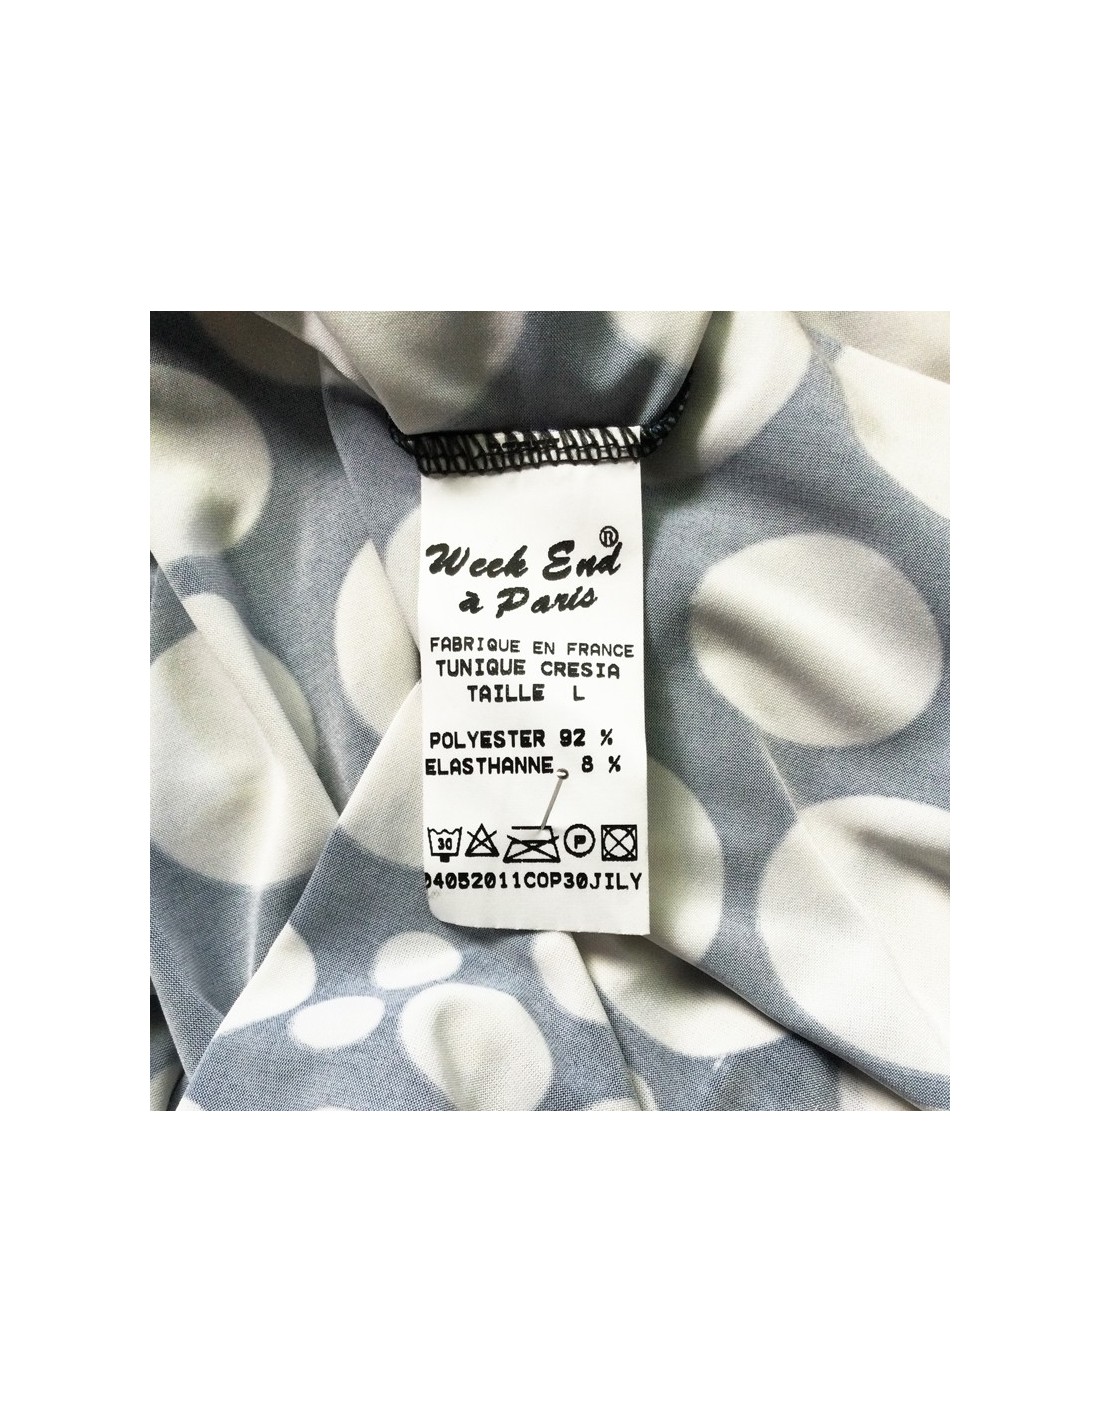 Week End®
à Paris
FABRIQUE EN FRANCE
TUNIQUE CRESIA
TAILLE L
POLYESTER 92 %
ELASTHANNE 8 %
30 P
04052011COP30JILY